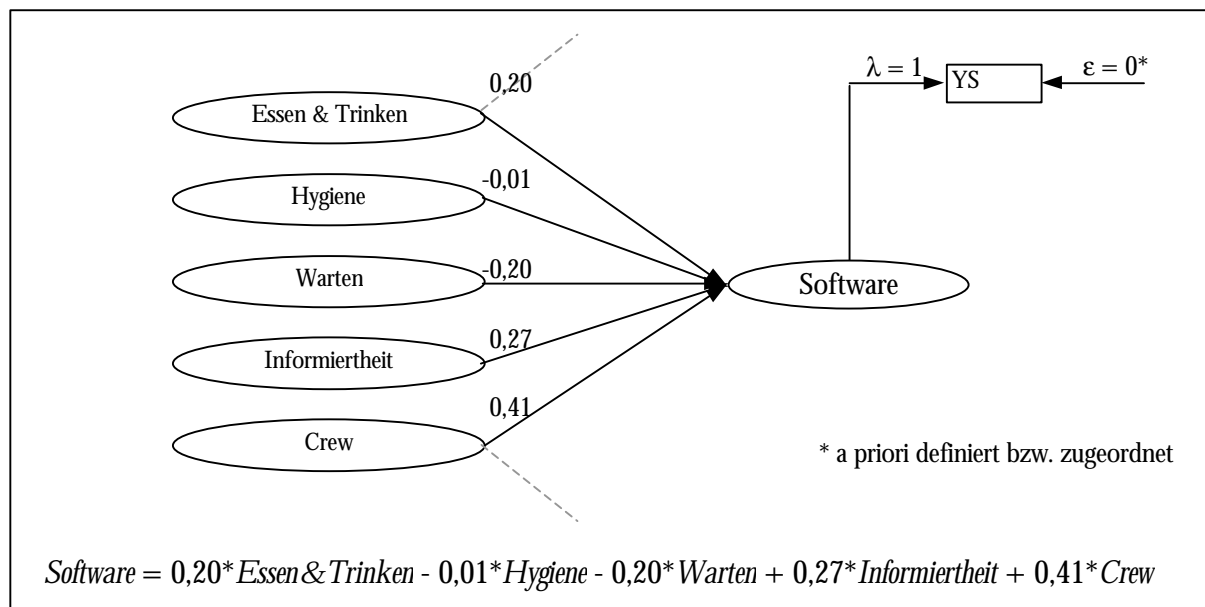 λ = 1
YS
ε = 0*
0,20
Essen & Trinken
-0,01
Hygiene
-0,20
Warten
Software
0,27
Informiertheit
0,41
Crew
* a priori definiert bzw. zugeordnet
Software = 0,20*Essen&Trinken - 0,01*Hygiene - 0,20*Warten + 0,27*Informiertheit + 0,41*Crew